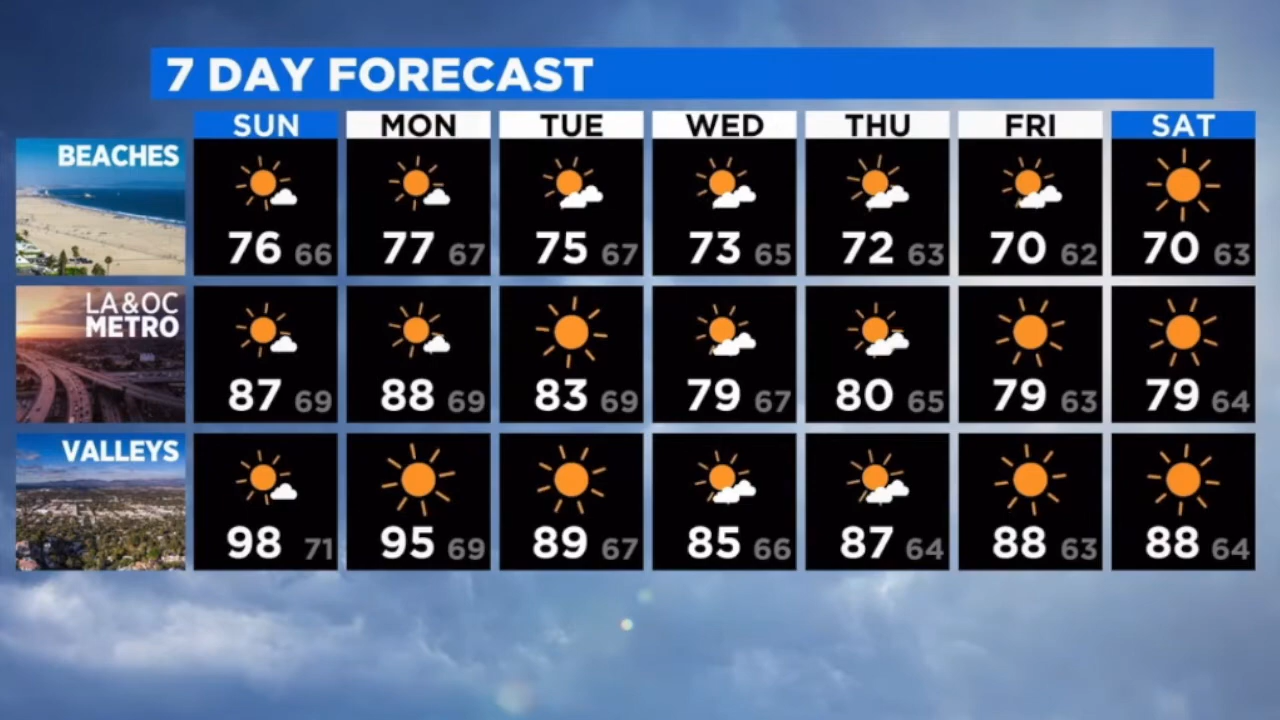 7 DAY FORECAST
SUN MON TUE WED THU FRI SAT
BEACHES
76 66 77 67 75 67 73 65 72 63 70 62 70 63
LA&OC
METRO
87 69 88 69 83 69 79 67 80 65 79 63 79 64
VALLEYS
98 71 95 69 89 67 85 66 87 64 88 63 88 64